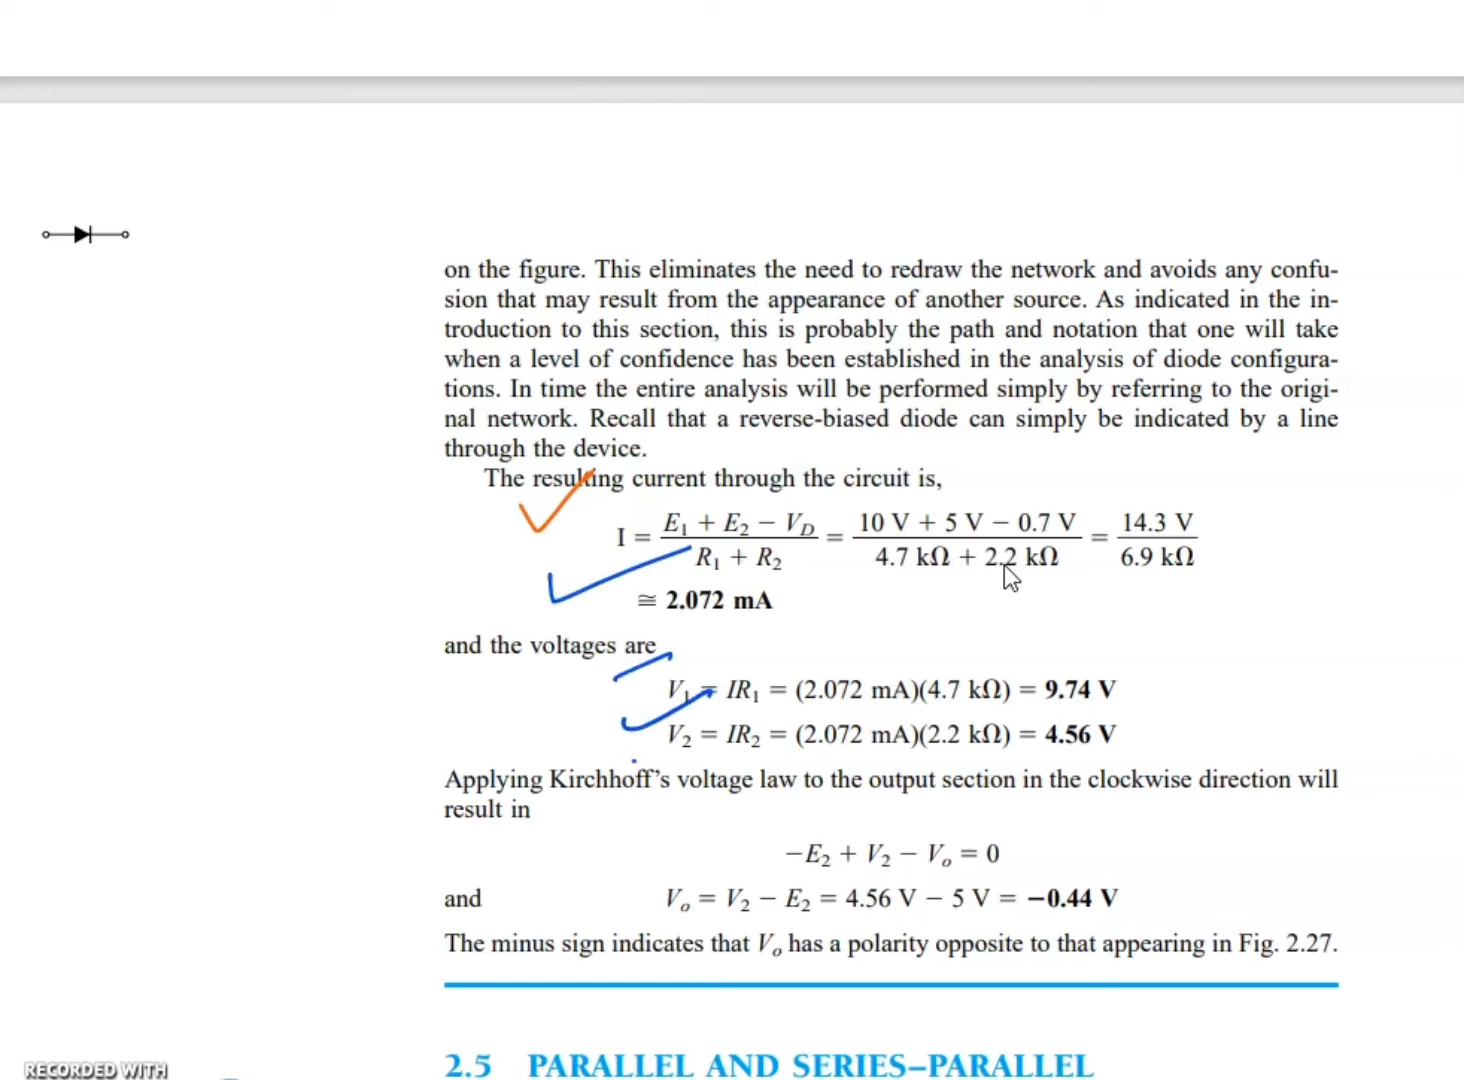 on the figure. This eliminates the need to redraw the network and avoids any confu-
sion that may result from the appearance of another source. As indicated in the in-
troduction to this section, this is probably the path and notation that one will take
when a level of confidence has been established in the analysis of diode configura-
tions. In time the entire analysis will be performed simply by referring to the origi-
nal network. Recall that a reverse-biased diode can simply be indicated by a line
through the device.
The resulting current through the circuit is,
I = (E₁ + E₂ − V_D)/(R₁ + R₂) = (10 V + 5 V − 0.7 V)/(4.7 kΩ + 2.2 kΩ) = 14.3 V/6.9 kΩ
≅ 2.072 mA
and the voltages are
V₁ = IR₁ = (2.072 mA)(4.7 kΩ) = 9.74 V
V₂ = IR₂ = (2.072 mA)(2.2 kΩ) = 4.56 V
Applying Kirchhoff’s voltage law to the output section in the clockwise direction will
result in
−E₂ + V₂ − Vₒ = 0
and Vₒ = V₂ − E₂ = 4.56 V − 5 V = −0.44 V
The minus sign indicates that Vₒ has a polarity opposite to that appearing in Fig. 2.27.
2.5 PARALLEL AND SERIES–PARALLEL
RECORDED WITH